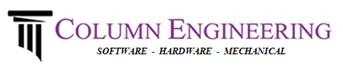 COLUMN ENGINEERING
SOFTWARE - HARDWARE - MECHANICAL